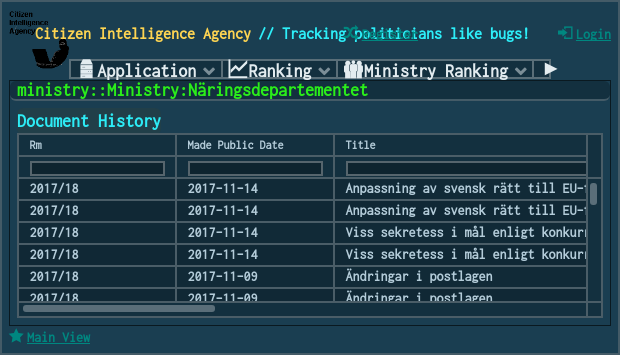 Citizen
Intelligence
Agency
Citizen Intelligence Agency // Tracking politicians like bugs!
Login
Application
Ranking
Ministry Ranking
ministry::Ministry:Näringsdepartementet
Document History
Rm Made Public Date Title
2017/18 2017-11-14 Anpassning av svensk rätt till EU-
2017/18 2017-11-14 Anpassning av svensk rätt till EU-
2017/18 2017-11-14 Viss sekretess i mål enligt konkur
2017/18 2017-11-14 Viss sekretess i mål enligt konkur
2017/18 2017-11-09 Ändringar i postlagen
2017/18 2017-11-09 Ändringar i postlagen
Main View